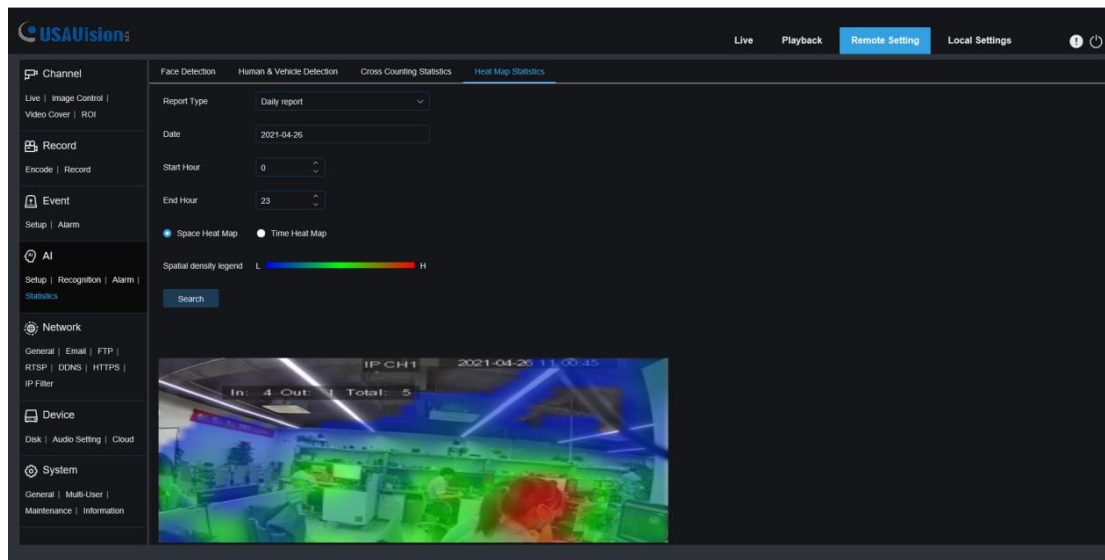 USAVision
Live Playback Remote Setting Local Settings
Channel
Live | Image Control |
Video Cover | ROI
Record
Encode | Record
Event
Setup | Alarm
AI
Setup | Recognition | Alarm |
Statistics
Network
General | Email | FTP |
RTSP | DDNS | HTTPS |
IP Filter
Device
Disk | Audio Setting | Cloud
System
General | Multi-User |
Maintenance | Information
Face Detection Human & Vehicle Detection Cross Counting Statistics Heat Map Statistics
Report Type Daily report
Date 2021-04-26
Start Hour 0
End Hour 23
Space Heat Map Time Heat Map
Spatial density legend L H
Search
IP CH1 2021-04-26 11:00:45
In: 4 Out: 1 Total: 5